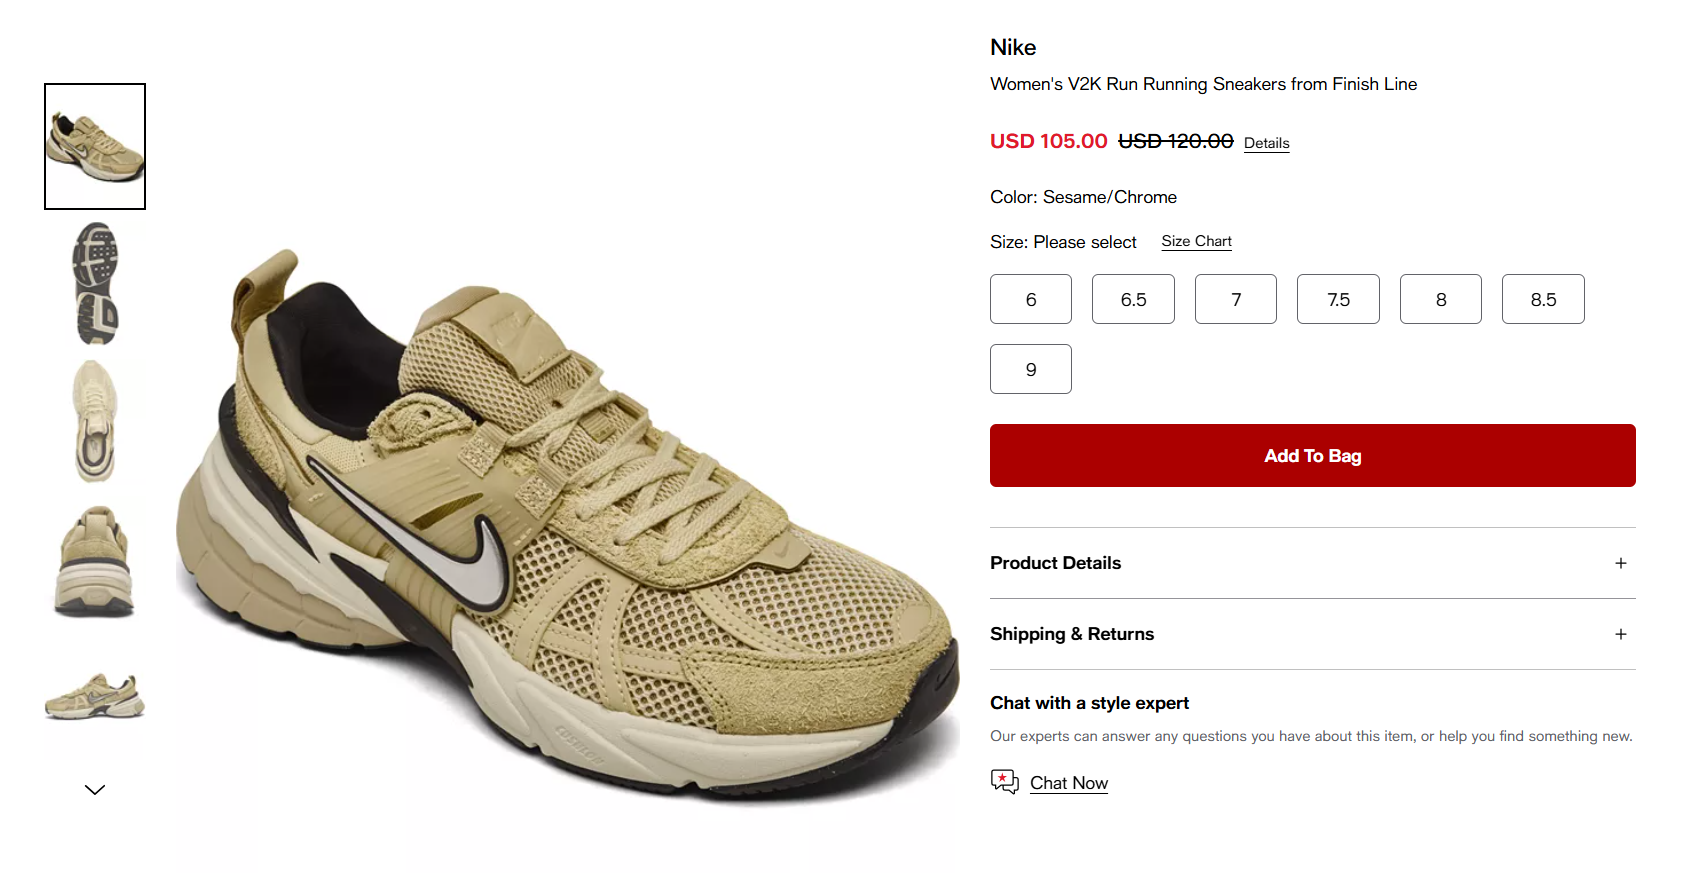 Nike
Women's V2K Run Running Sneakers from Finish Line
USD 105.00 USD 120.00 Details
Color: Sesame/Chrome
Size: Please select Size Chart
6 6.5 7 7.5 8 8.5
9
Add To Bag
Product Details +
Shipping & Returns +
Chat with a style expert
Our experts can answer any questions you have about this item, or help you find something new.
Chat Now
CUSHLON